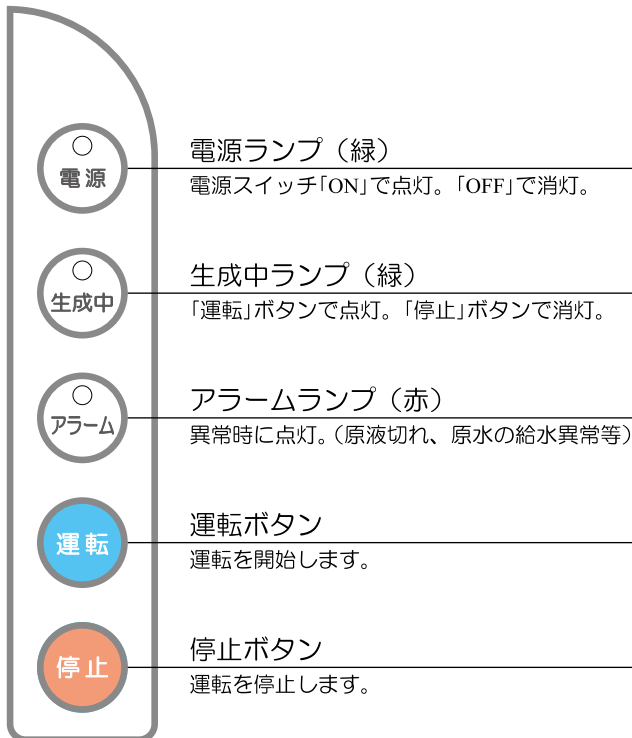 電源
電源ランプ（緑）
電源スイッチ｢ON｣で点灯。｢OFF｣で消灯。
生成中
生成中ランプ（緑）
｢運転｣ボタンで点灯。｢停止｣ボタンで消灯。
アラーム
アラームランプ（赤）
異常時に点灯。（原液切れ、原水の給水異常等）
運転
運転ボタン
運転を開始します。
停止
停止ボタン
運転を停止します。